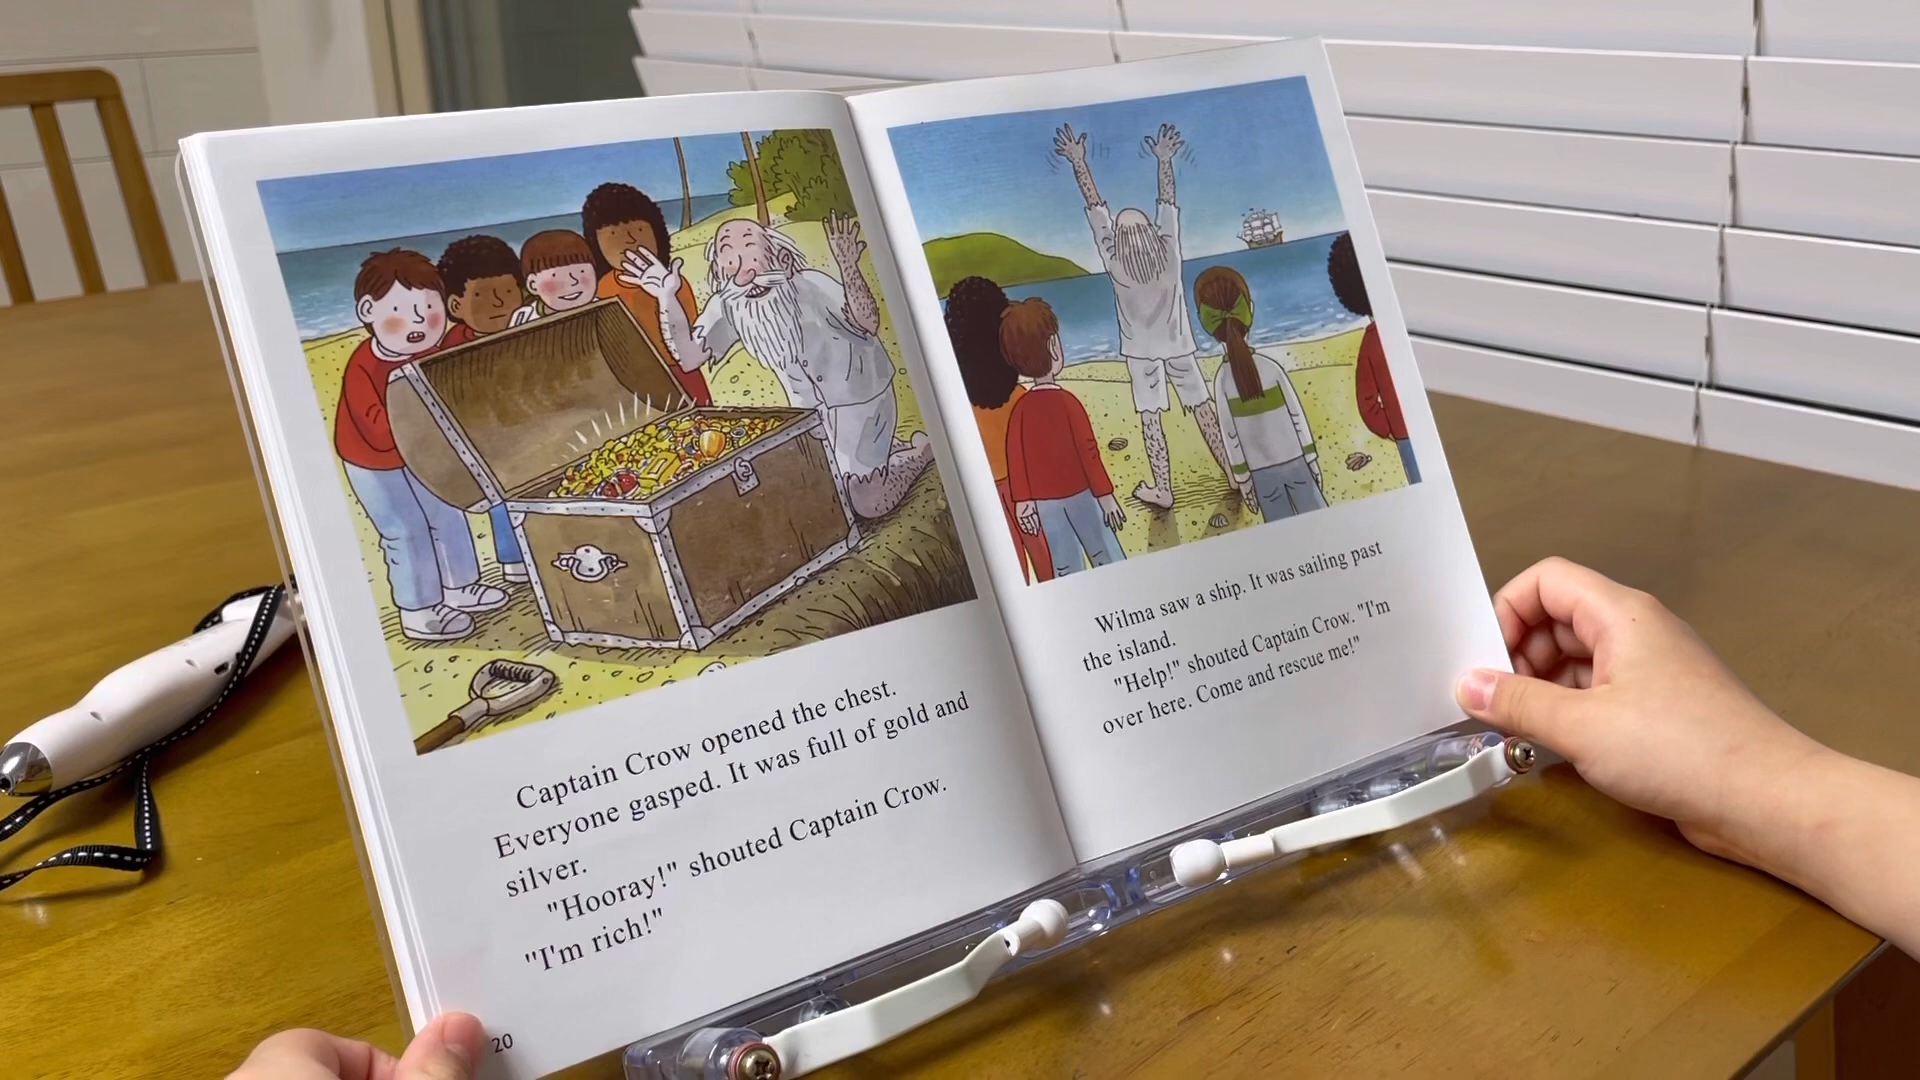 Captain Crow opened the chest.
Everyone gasped. It was full of gold and
silver.
"Hooray!" shouted Captain Crow.
"I'm rich!"
20
Wilma saw a ship. It was sailing past
the island.
"Help!" shouted Captain Crow. "I'm
over here. Come and rescue me!"